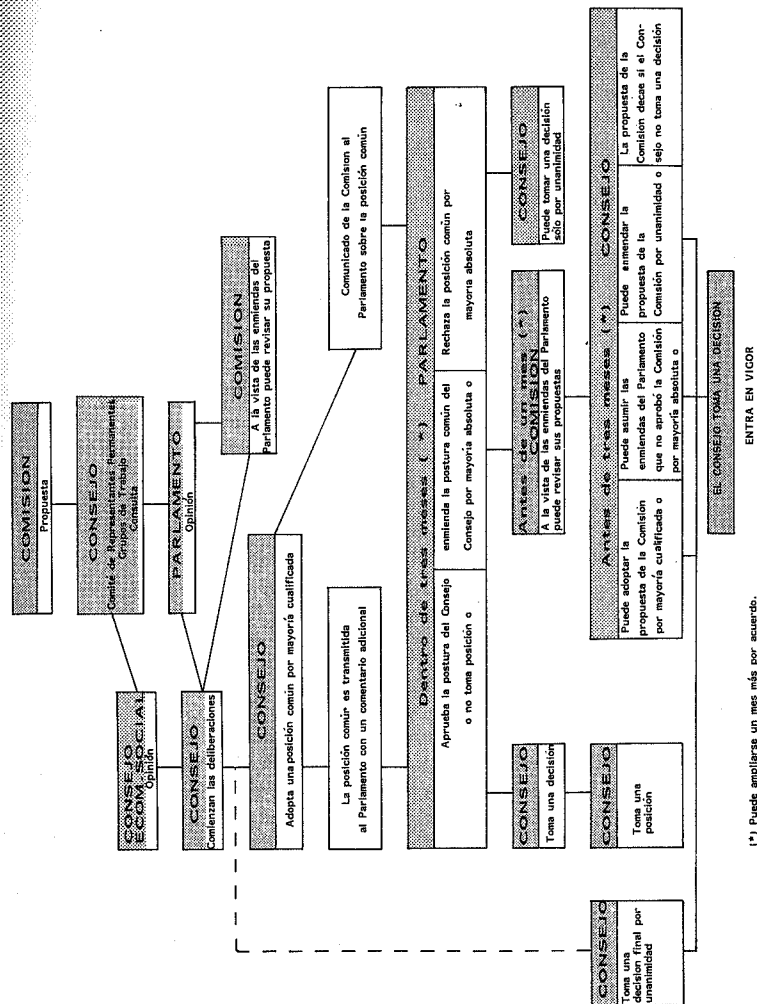 COMISION
Propuesta
CONSEJO
Comité de Representantes Permanentes
Grupos de Trabajo
Consulta
CONSEJO
ECOM. SOCIAL
Opinión
PARLAMENTO
Opinión
CONSEJO
Comienzan las deliberaciones
COMISION
A la vista de las enmiendas del
Parlamento puede revisar su propuesta
CONSEJO
Adopta una posición común por mayoría cualificada
La posición común es transmitida
al Parlamento con un comentario adicional
Comunicado de la Comision al
Parlamento sobre la posición común
Dentro de tres meses ( *) PARLAMENTO
Aprueba la postura del Consejo
o no toma posición o
enmienda la postura común del
Consejo por mayoría absoluta o
Rechaza la posición común por
mayoría absoluta
CONSEJO
Toma una decisión
Antes de un mes (*)
COMISION
A la vista de las enmiendas del Parlamento
puede revisar sus propuestas
CONSEJO
Puede tomar una decisión
sólo por unanimidad
CONSEJO
Toma una
decisión final por
unanimidad
CONSEJO
Toma una
posición
Antes de tres meses (*) CONSEJO
Puede adoptar la
propuesta de la Comisión
por mayoría cualificada o
Puede asumir las
enmiendas del Parlamento
que no aprobó la Comisión
por mayoría absoluta o
Puede enmendar la
propuesta de la
Comisión por unanimidad o
La propuesta de la
Comisión decae si el Con-
sejo no toma una decisión
EL CONSEJO TOMA UNA DECISION
ENTRA EN VIGOR
(*) Puede ampliarse un mes más por acuerdo.